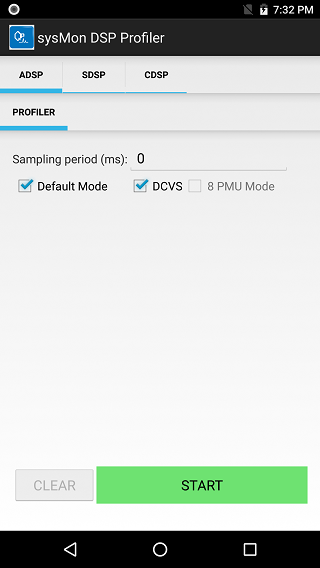 7:32 PM
sysMon DSP Profiler
ADSP SDSP CDSP
PROFILER
Sampling period (ms): 0
Default Mode DCVS 8 PMU Mode
CLEAR START